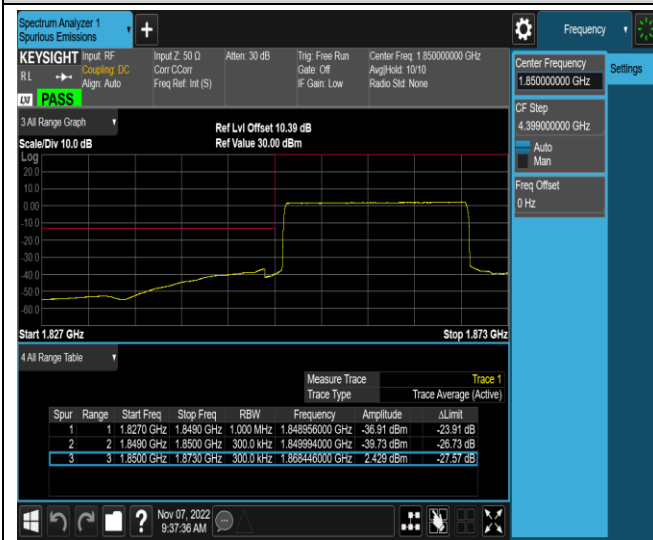 Spectrum Analyzer 1
Spurious Emissions
+
Frequency
KEYSIGHT Input: RF Input Z: 50 Ω Atten: 30 dB Trig: Free Run Center Freq: 1.850000000 GHz
RL Coupling: DC Corr CCorr Gate: Off Avg|Hold: 10/10
Align: Auto Freq Ref: Int (S) IF Gain: Low Radio Std: None
LXI PASS
Center Frequency
1.850000000 GHz
Settings
CF Step
4.399000000 GHz
Auto
Man
Freq Offset
0 Hz
3 All Range Graph
Ref Lvl Offset 10.39 dB
Scale/Div 10.0 dB Ref Value 30.00 dBm
Log
20.0
10.0
0.00
-10.0
-20.0
-30.0
-40.0
-50.0
-60.0
Start 1.827 GHz Stop 1.873 GHz
4 All Range Table
Measure Trace Trace 1
Trace Type Trace Average (Active)
Spur Range Start Freq Stop Freq RBW Frequency Amplitude ΔLimit
1 1 1.8270 GHz 1.8490 GHz 1.000 MHz 1.848956000 GHz -36.91 dBm -23.91 dB
2 2 1.8490 GHz 1.8500 GHz 300.0 kHz 1.849994000 GHz -39.73 dBm -26.73 dB
3 3 1.8500 GHz 1.8730 GHz 300.0 kHz 1.868446000 GHz 2.429 dBm -27.57 dB
? Nov 07, 2022
9:37:36 AM